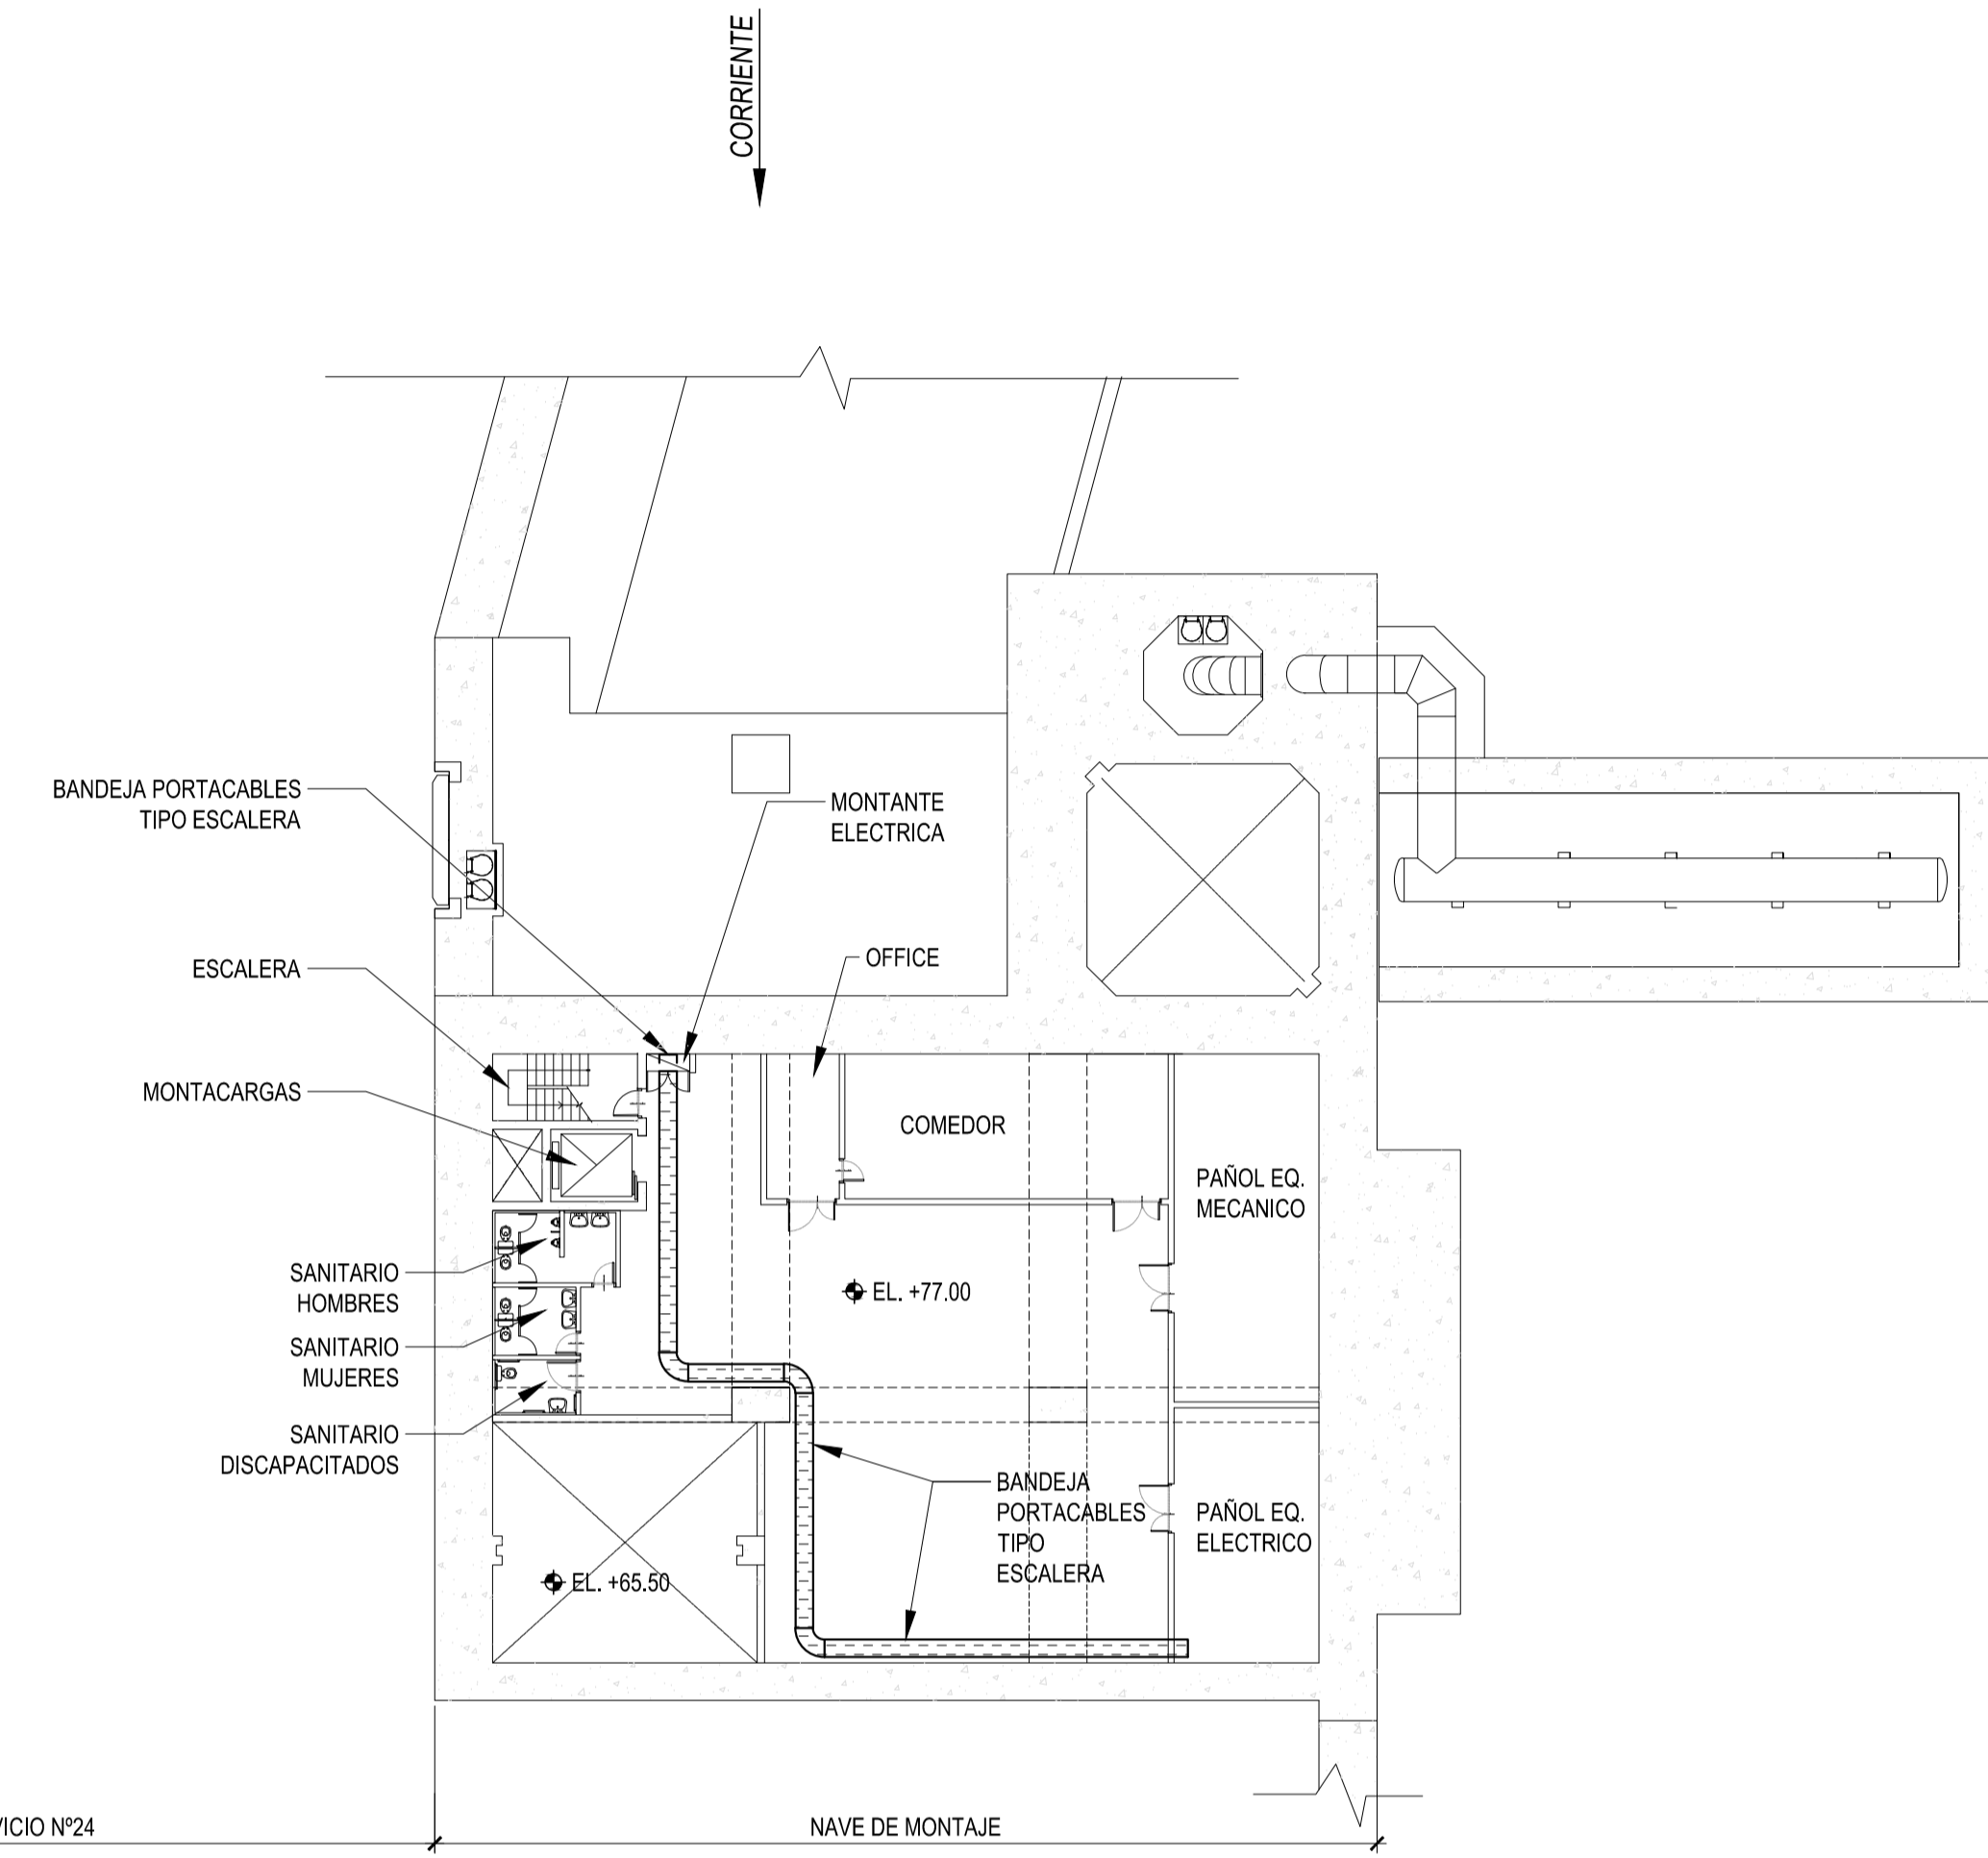 CORRIENTE
BANDEJA PORTACABLES
TIPO ESCALERA
MONTANTE
ELECTRICA
ESCALERA
OFFICE
MONTACARGAS
COMEDOR
PAÑOL EQ.
MECANICO
SANITARIO
HOMBRES
EL. +77.00
SANITARIO
MUJERES
SANITARIO
DISCAPACITADOS
BANDEJA
PORTACABLES
TIPO
ESCALERA
PAÑOL EQ.
ELECTRICO
EL. +65.50
VICIO Nº24
NAVE DE MONTAJE